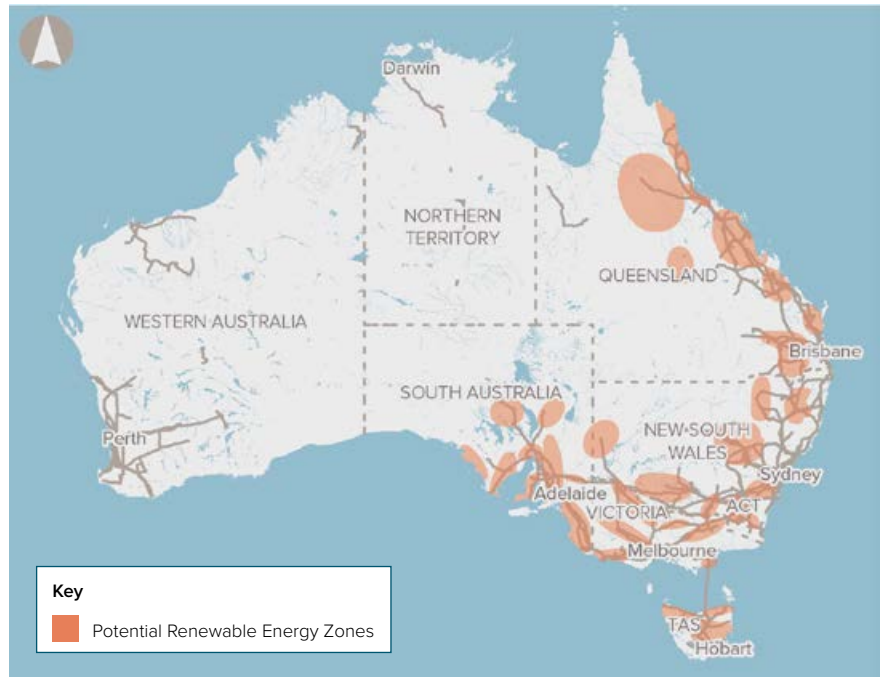 Darwin
NORTHERN
TERRITORY
QUEENSLAND
WESTERN AUSTRALIA
Brisbane
SOUTH AUSTRALIA
NEW SOUTH
WALES
Perth
Sydney
Adelaide
VICTORIA
ACT
Melbourne
TAS
Hobart
Key
Potential Renewable Energy Zones